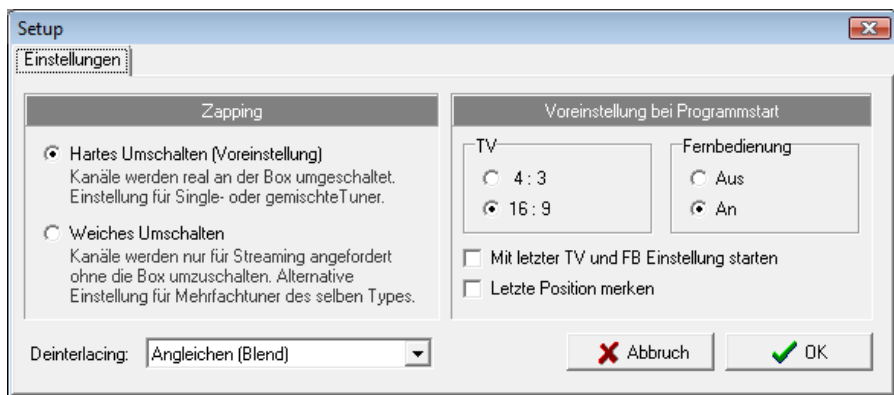 Setup
Einstellungen
Zapping
Hartes Umschalten (Voreinstellung)
Kanäle werden real an der Box umgeschaltet.
Einstellung für Single- oder gemischteTuner.
Weiches Umschalten
Kanäle werden nur für Streaming angefordert
ohne die Box umzuschalten. Alternative
Einstellung für Mehrfachtuner des selben Types.
Voreinstellung bei Programmstart
TV
4 : 3
16 : 9
Fernbedienung
Aus
An
Mit letzter TV und FB Einstellung starten
Letzte Position merken
Deinterlacing: Angleichen (Blend)
Abbruch
OK